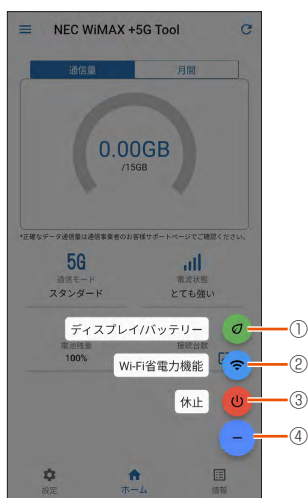 NEC WiMAX +5G Tool
通信量
月間
0.00GB
/15GB
*正確なデータ通信量は通信事業者のお客様サポートページでご確認ください。
5G
通信モード
電波状態
スタンダード
とても強い
ディスプレイ/バッテリー
①
電池残量
接続台数
100%
Wi-Fi省電力機能
②
休止
③
④
設定
ホーム
情報